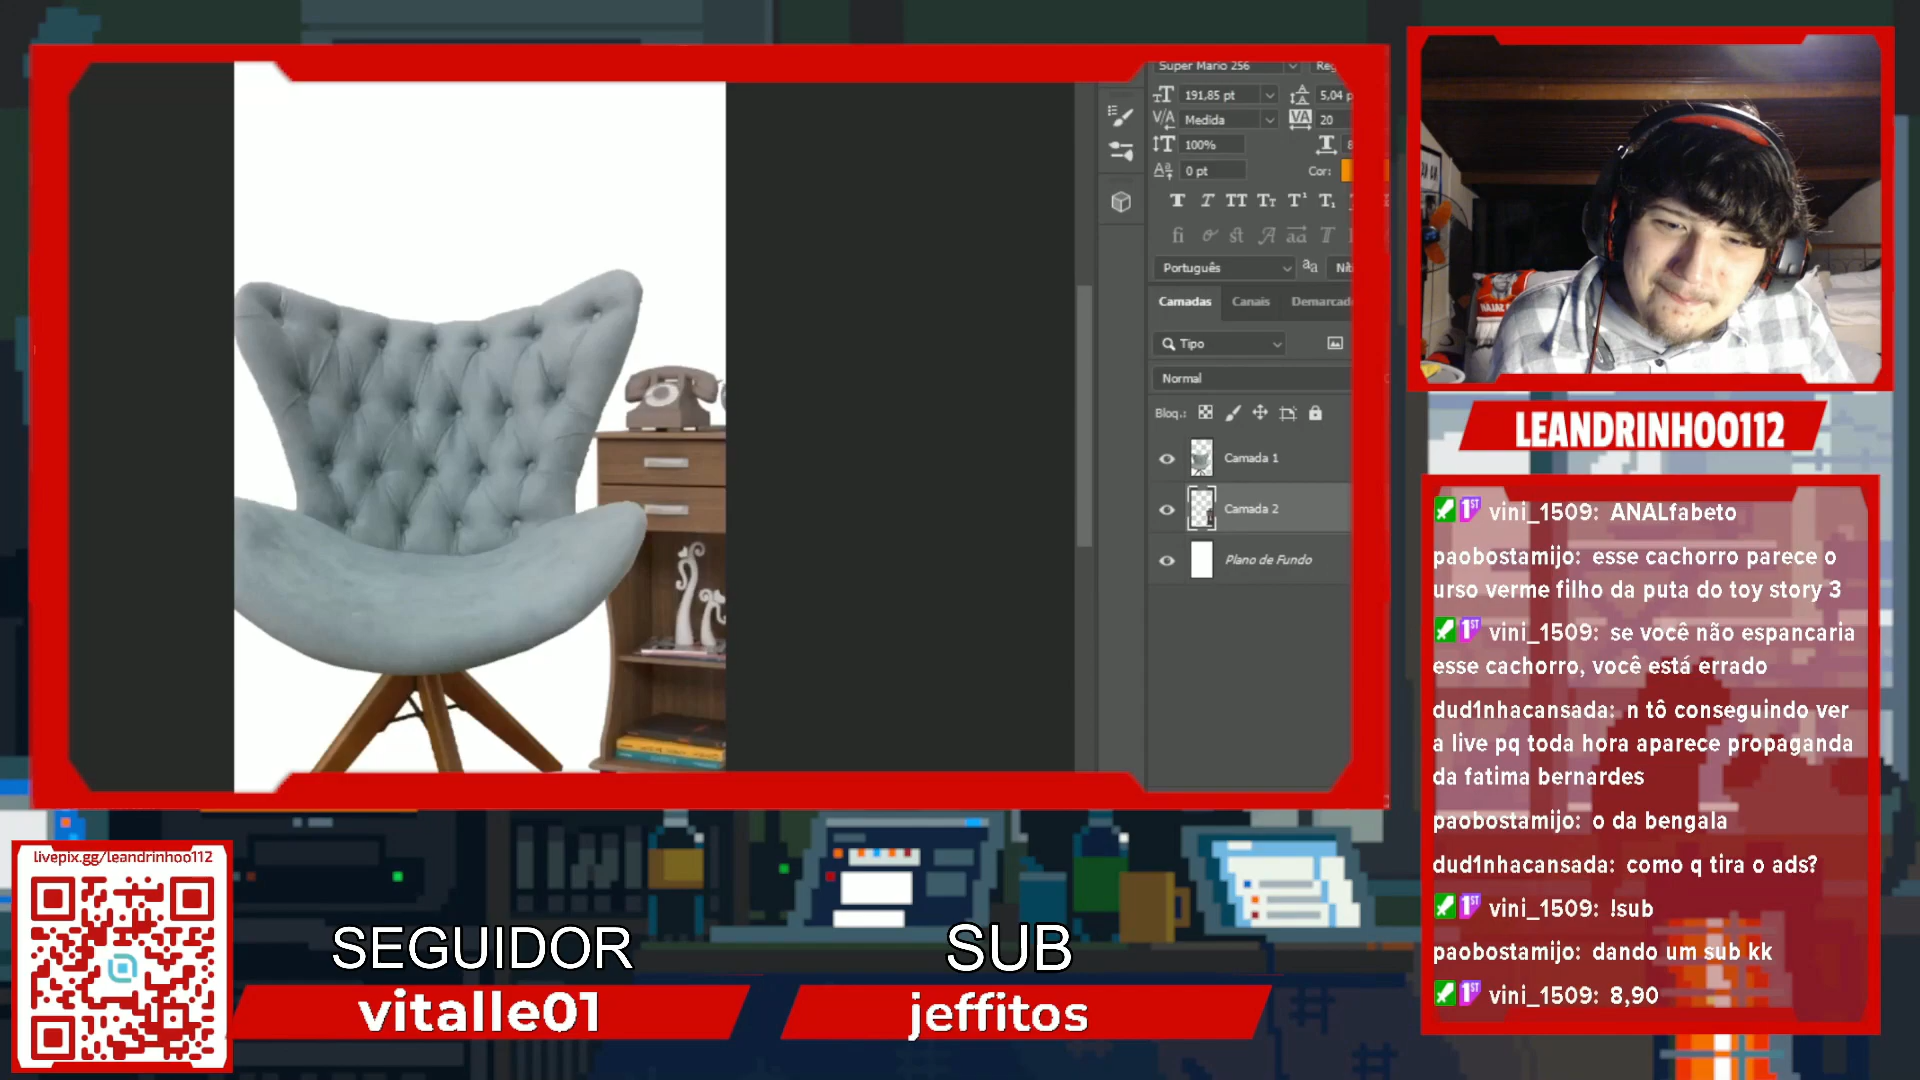 Super Mario 256
191,85 pt
5,04 p
Medida
20
100%
8
0 pt
Cor:
Português
aa
Camadas Canais Demarcad
Tipo
Normal
Bloq.:
Camada 1
Camada 2
Plano de Fundo
LEANDRINHOO112
vini_1509: ANALfabeto
paobostamijo: esse cachorro parece o
urso verme filho da puta do toy story 3
vini_1509: se você não espancaria
esse cachorro, você está errado
dud1nhacansada: n tô conseguindo ver
a live pq toda hora aparece propaganda
da fatima bernardes
paobostamijo: o da bengala
dud1nhacansada: como q tira o ads?
vini_1509: !sub
paobostamijo: dando um sub kk
vini_1509: 8,90
livepix.gg/leandrinhoo112
SEGUIDOR
vitalle01
SUB
jeffitos